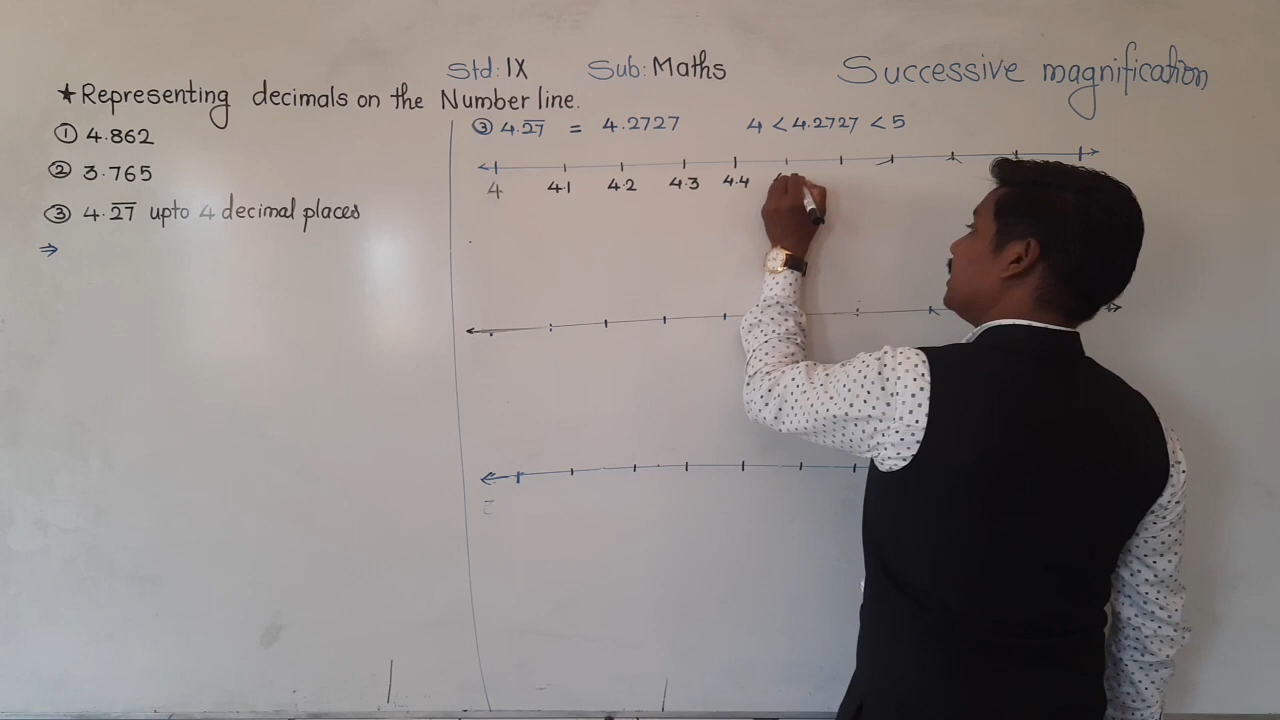 Std: IX Sub: Maths Successive magnification
★ Representing decimals on the Number line.
① 4.862
② 3.765
③ 4.2̅7̅ upto 4 decimal places
⇒
③ 4.2̅7̅ = 4.2727 4 < 4.2727 < 5
4 4.1 4.2 4.3 4.4